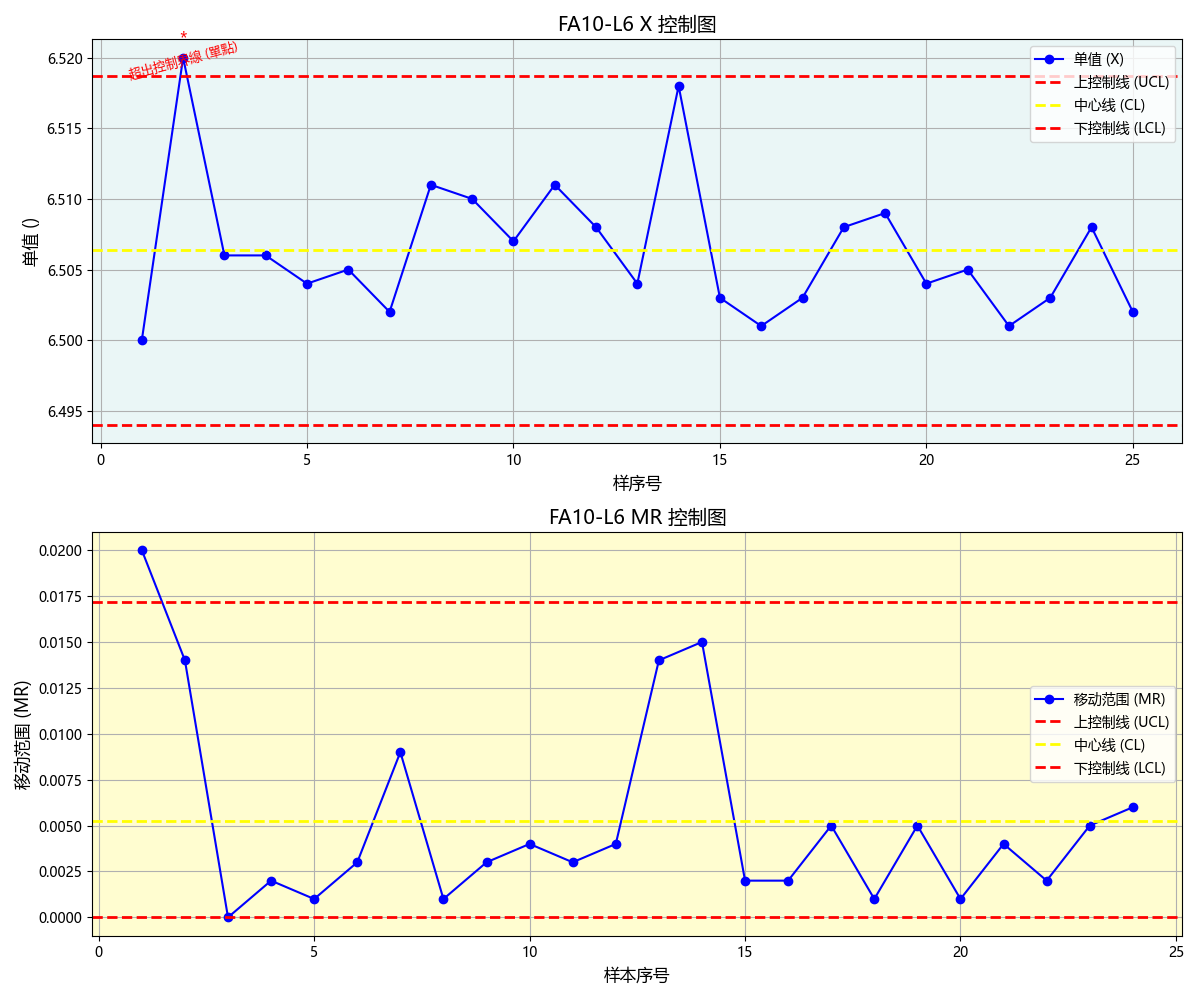 FA10-L6 X 控制图
*
超出控制界線 (單點)
6.520
6.515
6.510
6.505
6.500
6.495
单值 ()
单值 (X)
上控制线 (UCL)
中心线 (CL)
下控制线 (LCL)
0 5 10 15 20 25
样序号
FA10-L6 MR 控制图
0.0200
0.0175
0.0150
0.0125
0.0100
0.0075
0.0050
0.0025
0.0000
移动范围 (MR)
移动范围 (MR)
上控制线 (UCL)
中心线 (CL)
下控制线 (LCL)
0 5 10 15 20 25
样本序号